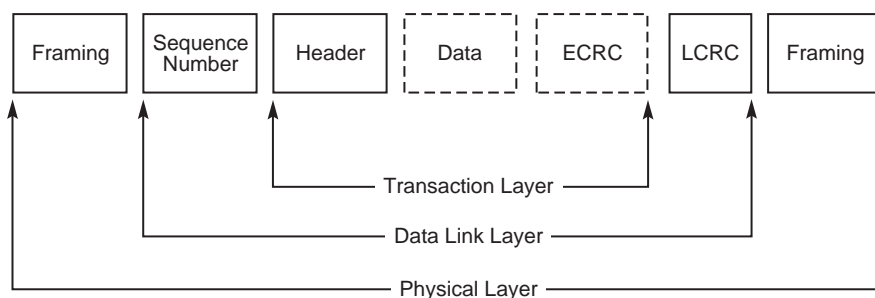 Framing
Sequence
Number
Header
Data
ECRC
LCRC
Framing
Transaction Layer
Data Link Layer
Physical Layer